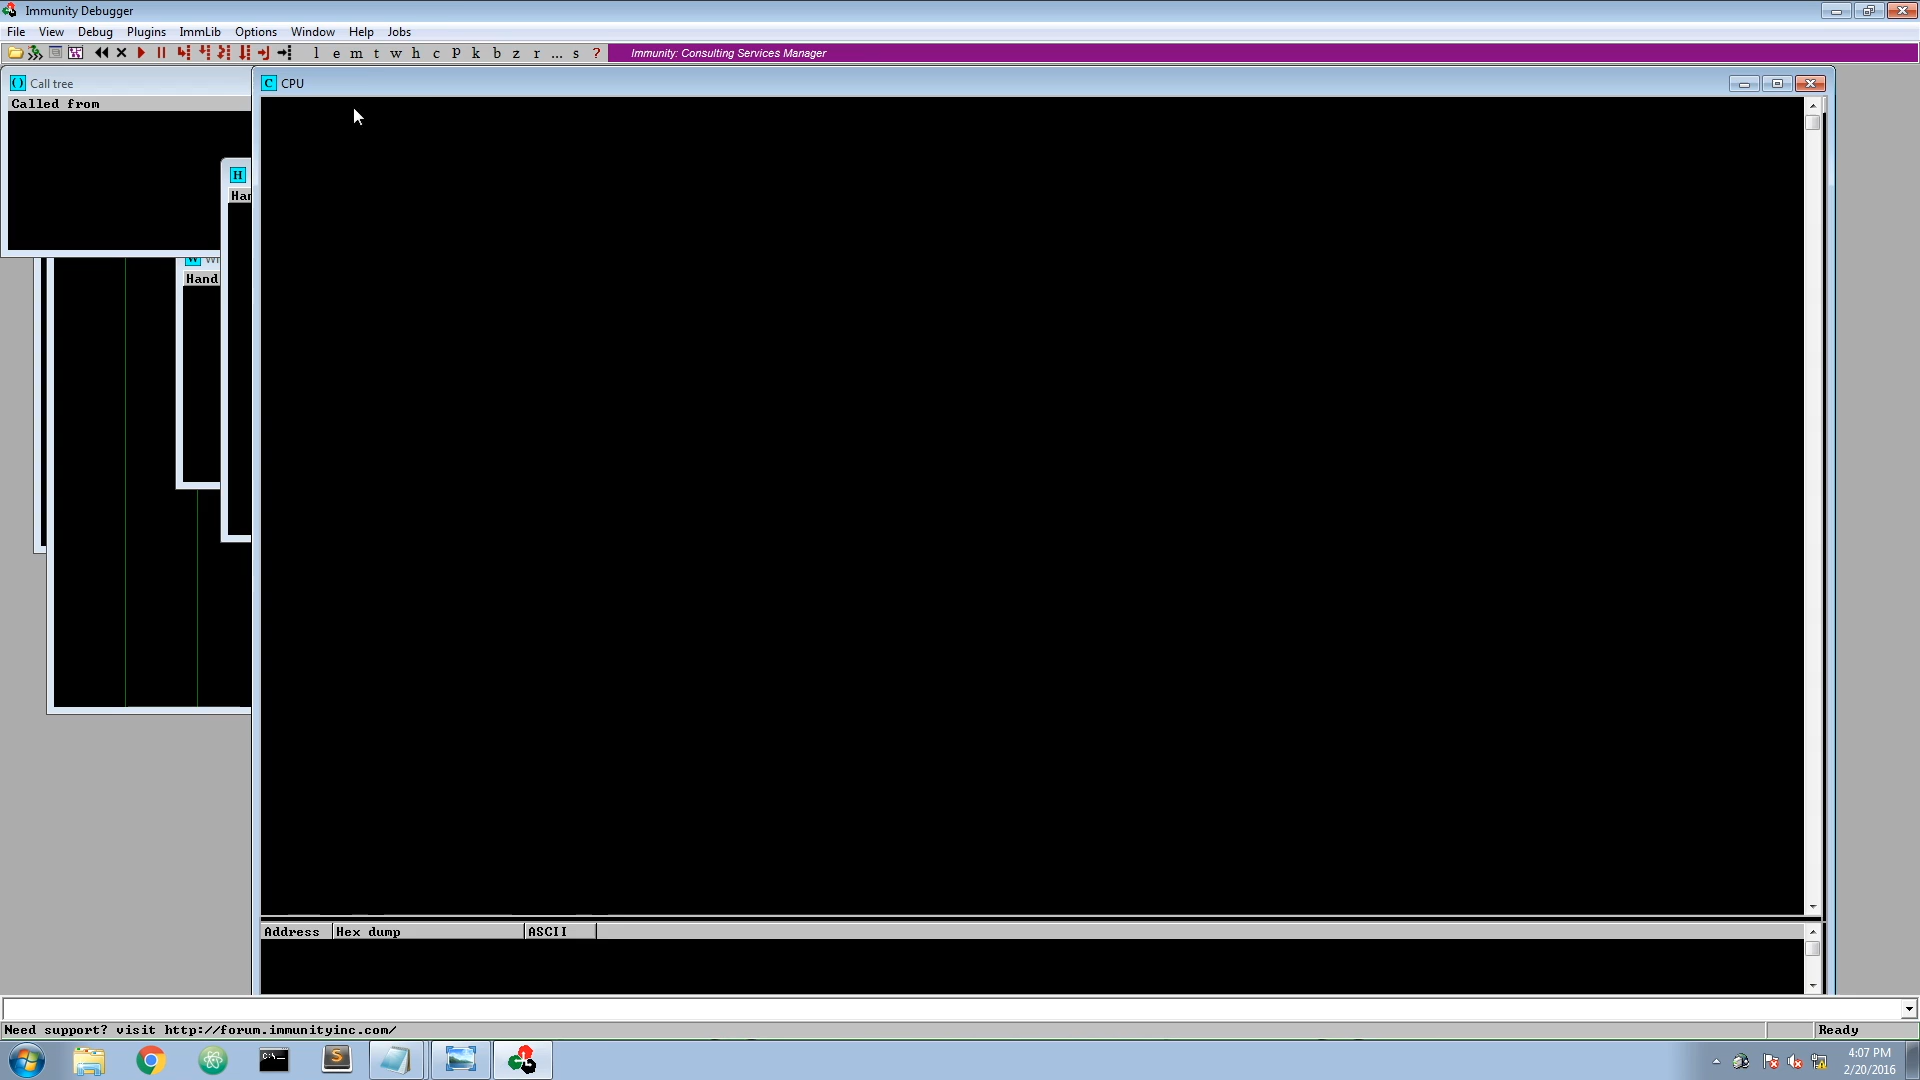 Immunity Debugger
File View Debug Plugins ImmLib Options Window Help Jobs
l e m t w h c P k b z r ... s ? Immunity: Consulting Services Manager
Call tree
C CPU
Called from
H
Har
W
Hand
Address Hex dump ASCII
Need support? visit http://forum.immunityinc.com/
Ready
C:\_
S
4:07 PM
2/20/2016